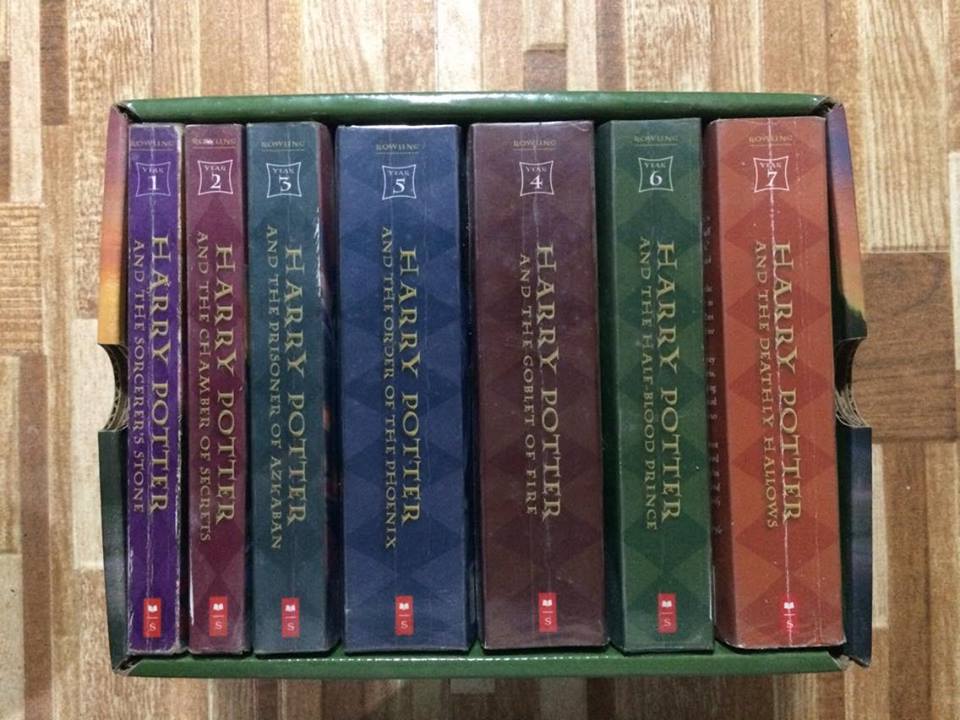 ROWLING
YEAR
1
HARRY POTTER
AND THE SORCERER'S STONE
S
ROWLING
YEAR
2
HARRY POTTER
AND THE CHAMBER OF SECRETS
S
ROWLING
YEAR
3
HARRY POTTER
AND THE PRISONER OF AZKABAN
S
ROWLING
YEAR
5
HARRY POTTER
AND THE ORDER OF THE PHOENIX
S
ROWLING
YEAR
4
HARRY POTTER
AND THE GOBLET OF FIRE
S
ROWLING
YEAR
6
HARRY POTTER
AND THE HALF-BLOOD PRINCE
S
ROWLING
YEAR
7
HARRY POTTER
AND THE DEATHLY HALLOWS
S